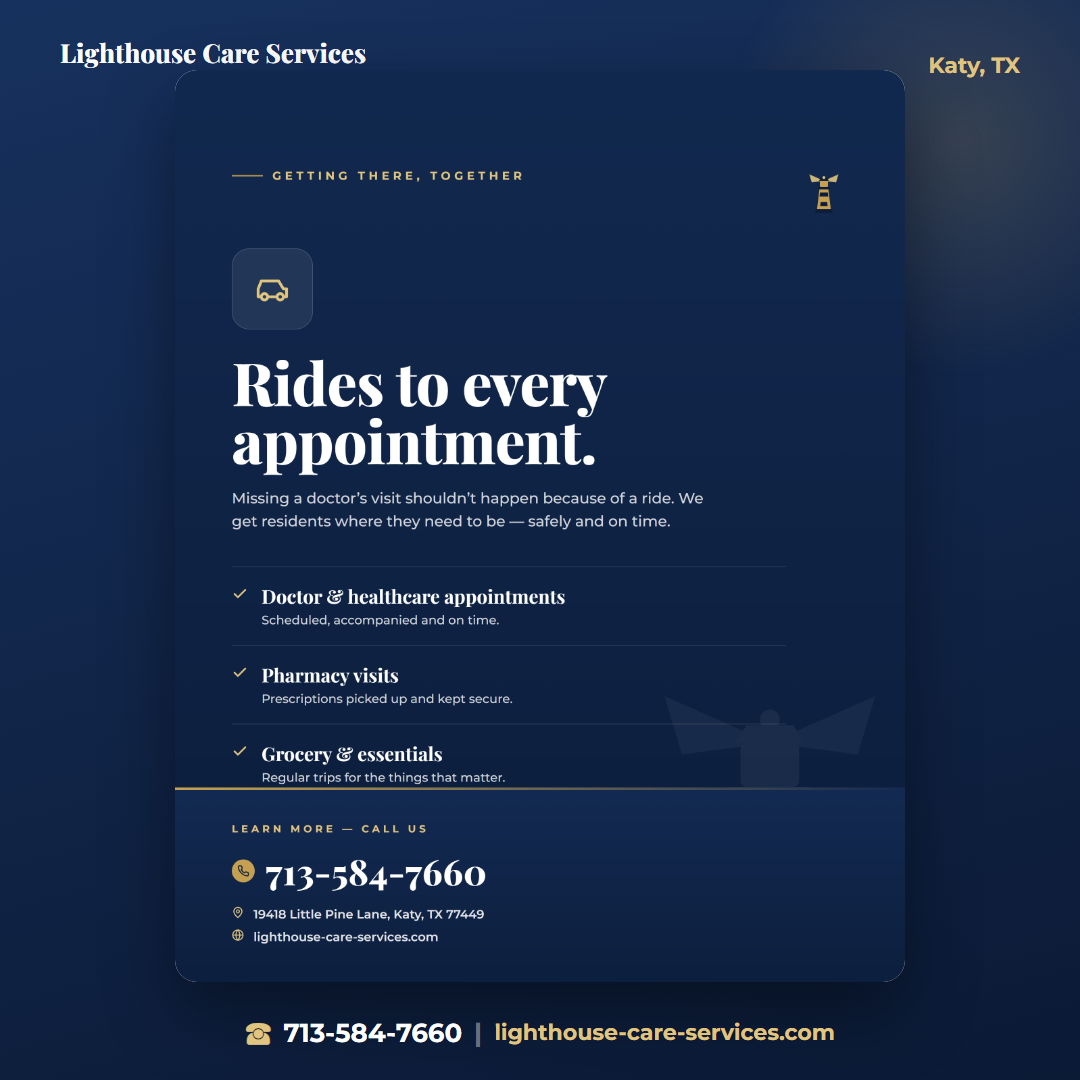 Lighthouse Care Services
Katy, TX
GETTING THERE, TOGETHER
Rides to every
appointment.
Missing a doctor’s visit shouldn’t happen because of a ride. We
get residents where they need to be — safely and on time.
Doctor & healthcare appointments
Scheduled, accompanied and on time.
Pharmacy visits
Prescriptions picked up and kept secure.
Grocery & essentials
Regular trips for the things that matter.
LEARN MORE — CALL US
713-584-7660
19418 Little Pine Lane, Katy, TX 77449
lighthouse-care-services.com
713-584-7660 | lighthouse-care-services.com